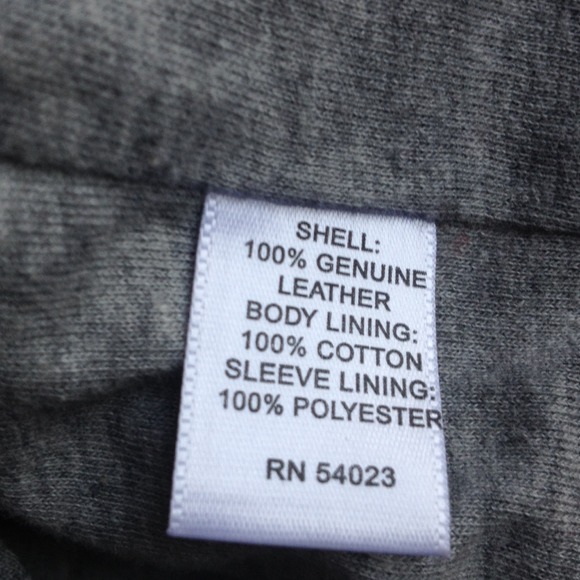 SHELL:
100% GENUINE
LEATHER
BODY LINING:
100% COTTON
SLEEVE LINING:
100% POLYESTER
RN 54023